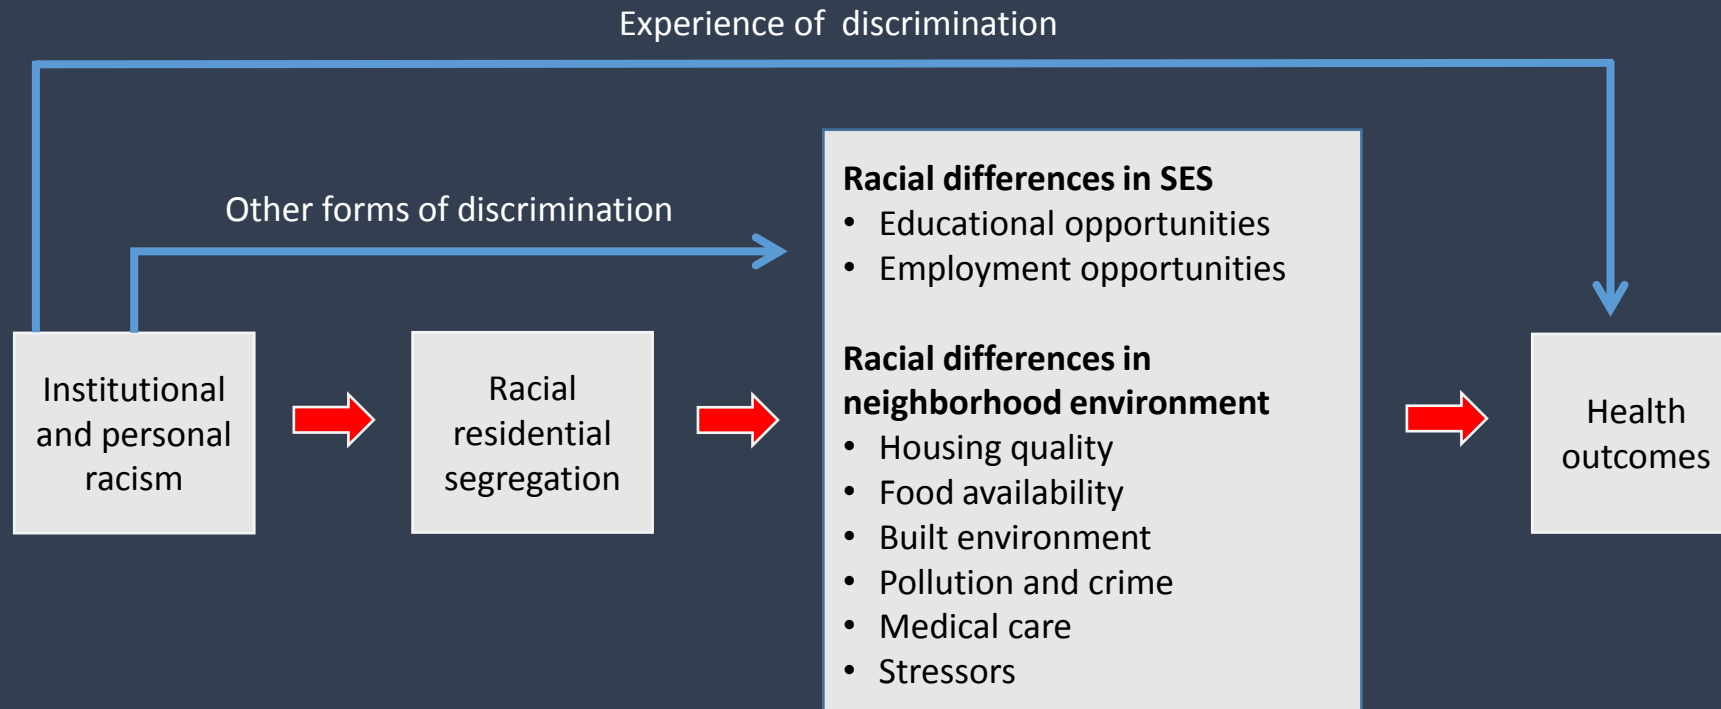 Experience of discrimination
Other forms of discrimination
Institutional
and personal
racism
Racial
residential
segregation
Racial differences in SES
• Educational opportunities
• Employment opportunities
Racial differences in
neighborhood environment
• Housing quality
• Food availability
• Built environment
• Pollution and crime
• Medical care
• Stressors
Health
outcomes